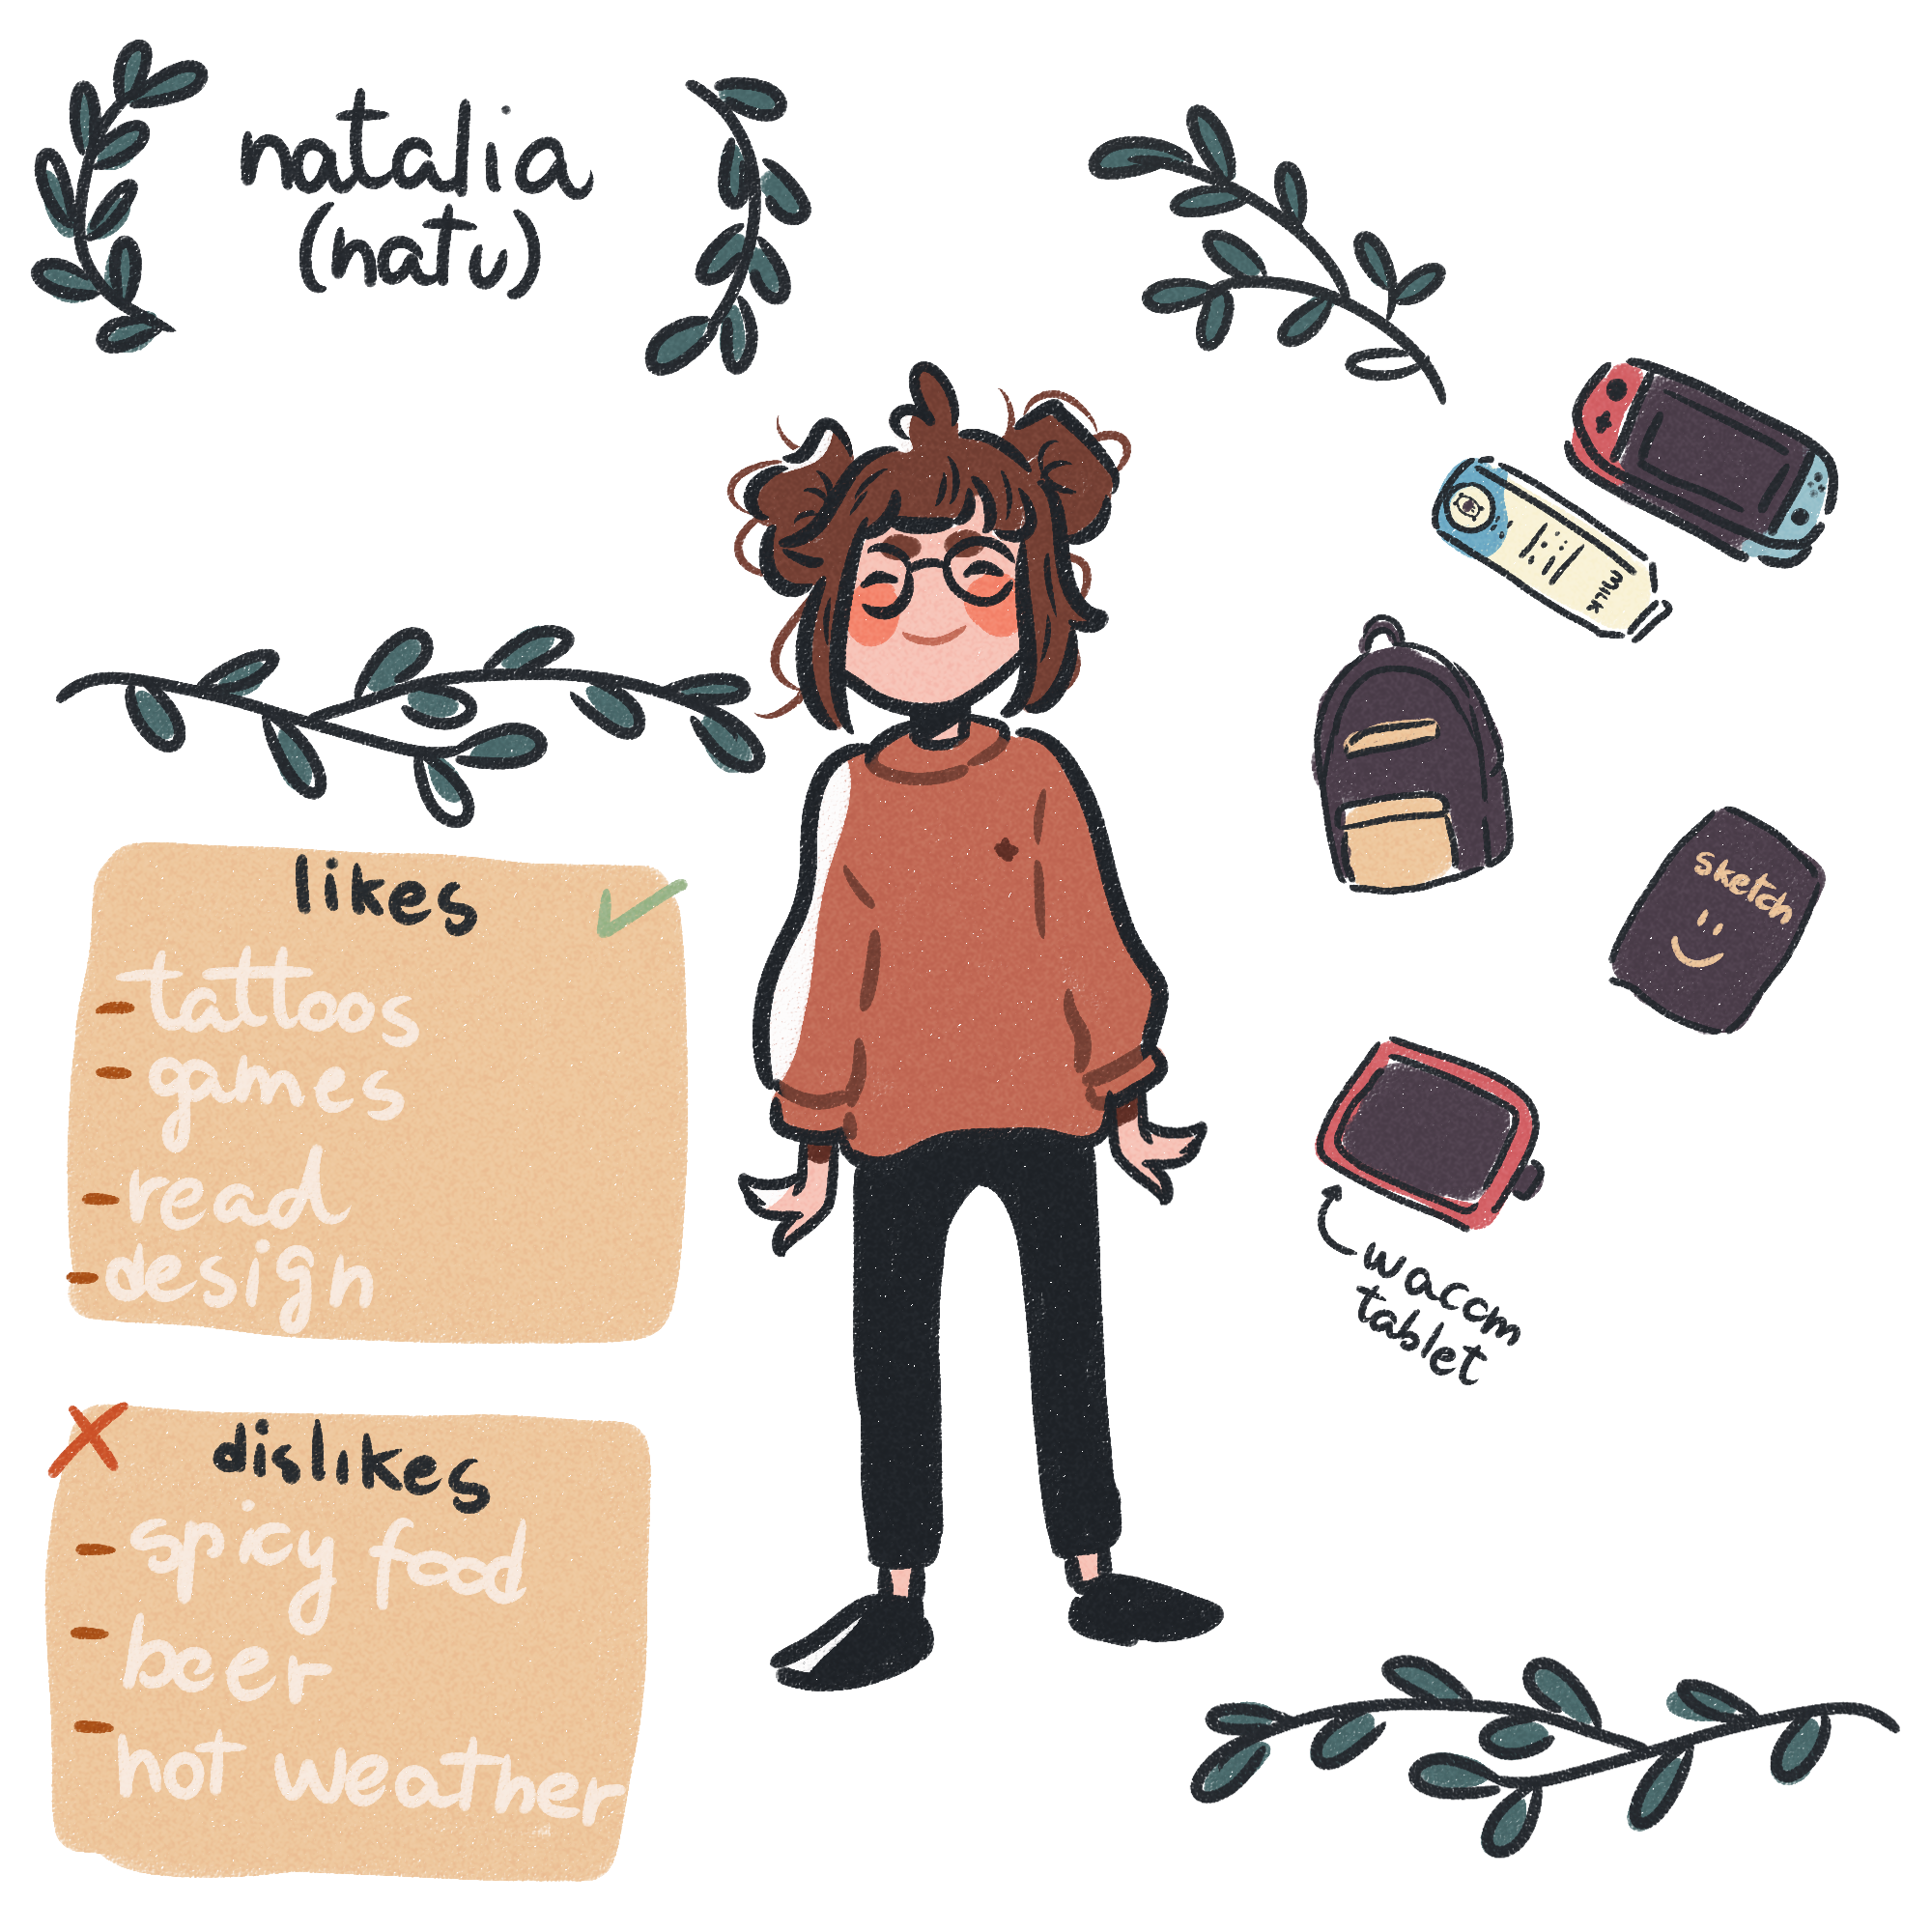 natalia
(natu)
likes
- tattoos
- games
- read
- design
dislikes
- spicy food
- beer
- hot weather
MILK
sketch
wacom
tablet